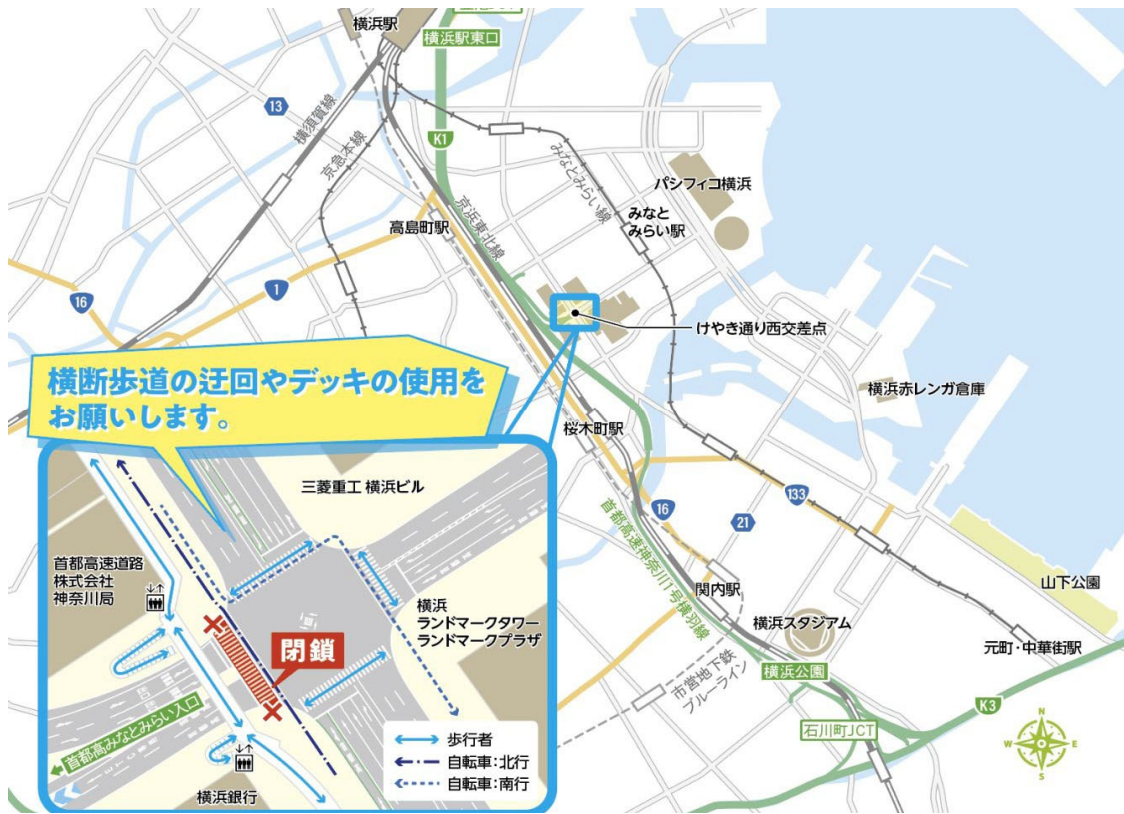 横浜駅
横浜駅東口
13
横須賀線
京急本線
K1
みなとみらい線
パシフィコ横浜
みなと
みらい駅
高島町駅
京浜東北線
16
1
けやき通り西交差点
横断歩道の迂回やデッキの使用を
お願いします。
横浜赤レンガ倉庫
桜木町駅
133
16
21
首都高速神奈川1号横羽線
関内駅
山下公園
横浜スタジアム
元町・中華街駅
市営地下鉄
ブルーライン
横浜公園
石川町JCT
K3
N
W
E
S
三菱重工 横浜ビル
首都高速道路
株式会社
神奈川局
横浜
ランドマークタワー
ランドマークプラザ
閉鎖
首都高みなとみらい入口
横浜銀行
歩行者
自転車:北行
自転車:南行